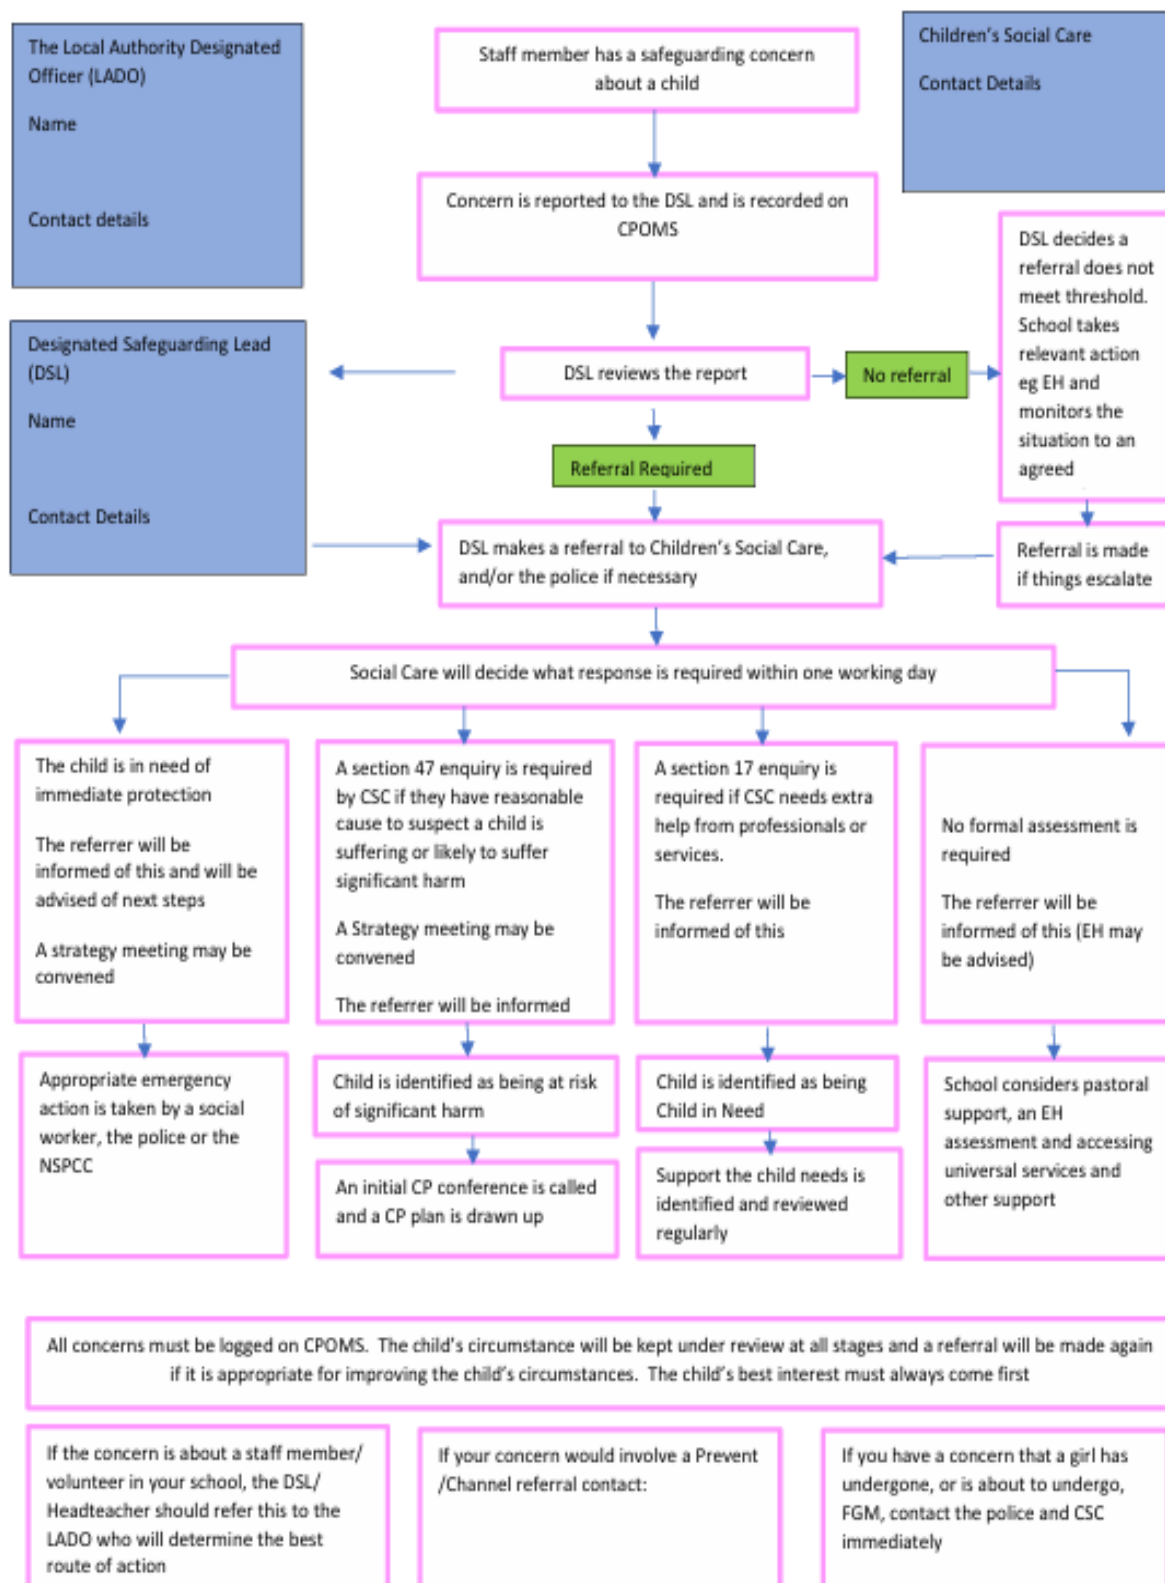 The Local Authority Designated
Officer (LADO)
Name
Contact details
Staff member has a safeguarding concern
about a child
Children's Social Care
Contact Details
Concern is reported to the DSL and is recorded on
CPOMS
DSL decides a
referral does not
meet threshold.
School takes
relevant action
eg EH and
monitors the
situation to an
agreed
Designated Safeguarding Lead
(DSL)
Name
Contact Details
DSL reviews the report
No referral
Referral Required
DSL makes a referral to Children's Social Care,
and/or the police if necessary
Referral is made
if things escalate
Social Care will decide what response is required within one working day
The child is in need of
immediate protection
The referrer will be
informed of this and will be
advised of next steps
A strategy meeting may be
convened
A section 47 enquiry is required
by CSC if they have reasonable
cause to suspect a child is
suffering or likely to suffer
significant harm
A Strategy meeting may be
convened
The referrer will be informed
A section 17 enquiry is
required if CSC needs extra
help from professionals or
services.
The referrer will be
informed of this
No formal assessment is
required
The referrer will be
informed of this (EH may
be advised)
Appropriate emergency
action is taken by a social
worker, the police or the
NSPCC
Child is identified as being at risk
of significant harm
An initial CP conference is called
and a CP plan is drawn up
Child is identified as being
Child in Need
Support the child needs is
identified and reviewed
regularly
School considers pastoral
support, an EH
assessment and accessing
universal services and
other support
All concerns must be logged on CPOMS. The child's circumstance will be kept under review at all stages and a referral will be made again
if it is appropriate for improving the child's circumstances. The child's best interest must always come first
If the concern is about a staff member/
volunteer in your school, the DSL/
Headteacher should refer this to the
LADO who will determine the best
route of action
If your concern would involve a Prevent
/Channel referral contact:
If you have a concern that a girl has
undergone, or is about to undergo,
FGM, contact the police and CSC
immediately